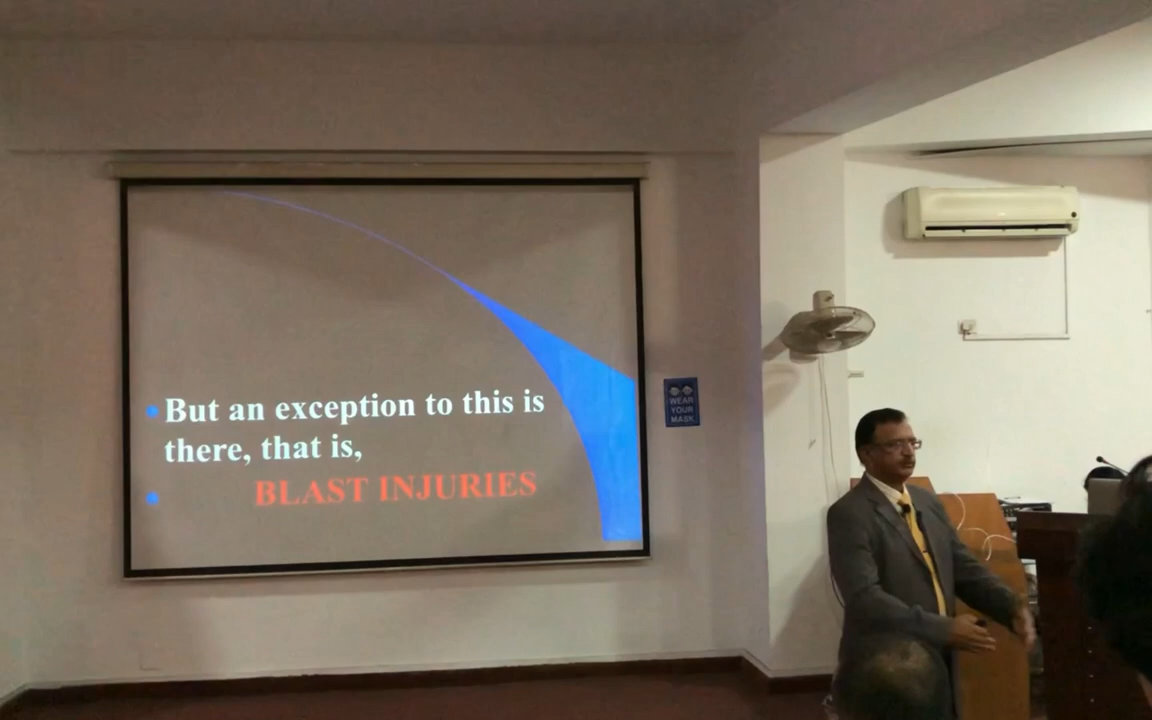 But an exception to this is
there, that is,
BLAST INJURIES
WEAR
YOUR
MASK